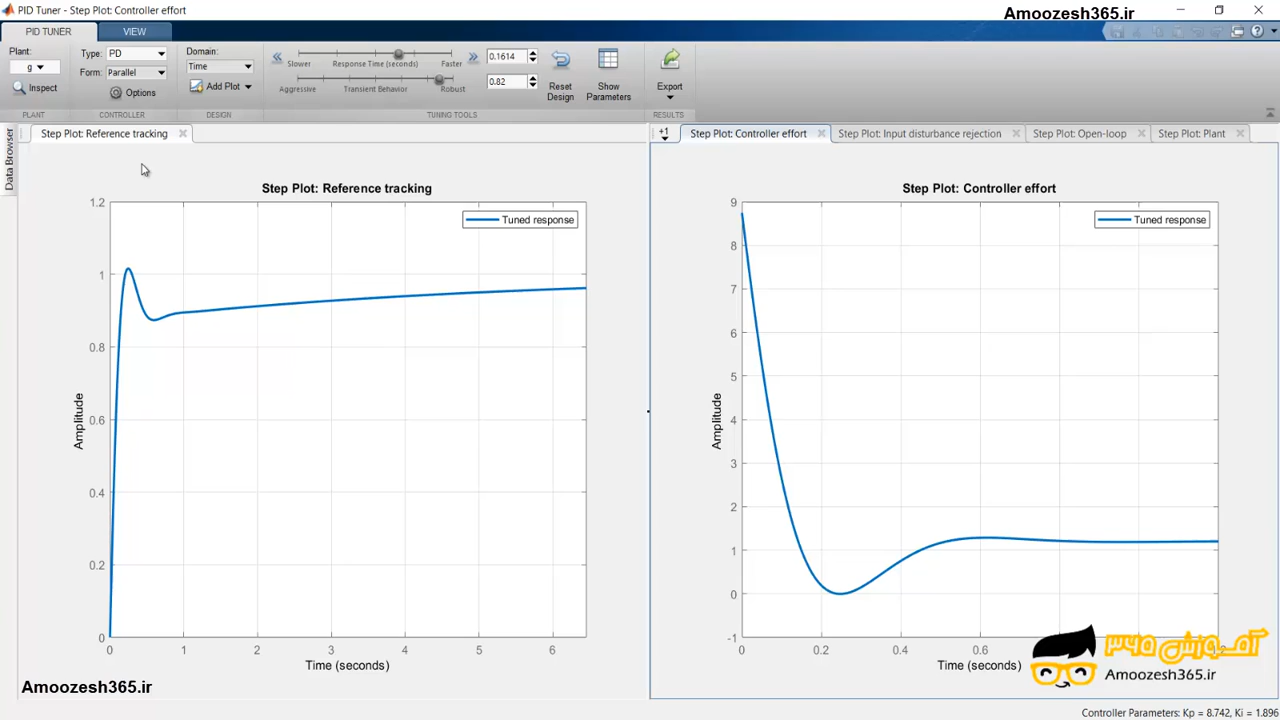 PID Tuner - Step Plot: Controller effort
Amoozesh365.ir
PID TUNER
VIEW
Plant:
g
Inspect
PLANT
Type: PD
Form: Parallel
Options
CONTROLLER
Domain:
Time
Add Plot
DESIGN
Slower
Response Time (seconds)
Faster
0.1614
Aggressive
Transient Behavior
Robust
0.82
Reset
Design
Show
Parameters
TUNING TOOLS
Export
RESULTS
Data Browser
Step Plot: Reference tracking
+1
Step Plot: Controller effort
Step Plot: Input disturbance rejection
Step Plot: Open-loop
Step Plot: Plant
Step Plot: Reference tracking
Tuned response
1.2
1
0.8
0.6
0.4
0.2
0
Amplitude
0 1 2 3 4 5 6
Time (seconds)
Step Plot: Controller effort
Tuned response
9
8
7
6
5
4
3
2
1
0
-1
Amplitude
0 0.2 0.4 0.6
Time (seconds)
آموزش ۳۶۵
Amoozesh365.ir
Amoozesh365.ir
Controller Parameters: Kp = 8.742, Ki = 1.896